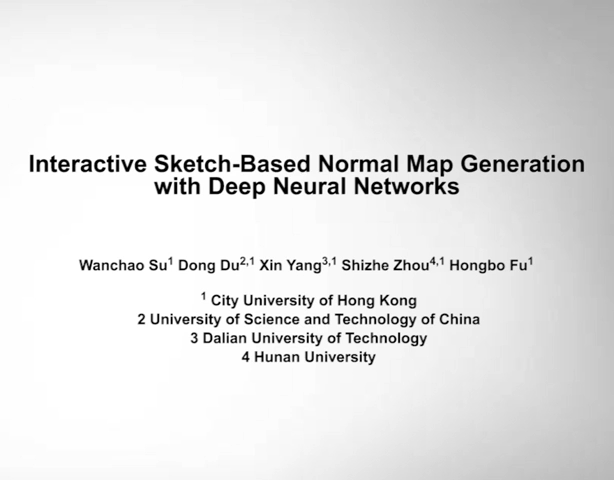 Interactive Sketch-Based Normal Map Generation
with Deep Neural Networks
Wanchao Su¹ Dong Du²,¹ Xin Yang³,¹ Shizhe Zhou⁴,¹ Hongbo Fu¹
¹ City University of Hong Kong
2 University of Science and Technology of China
3 Dalian University of Technology
4 Hunan University